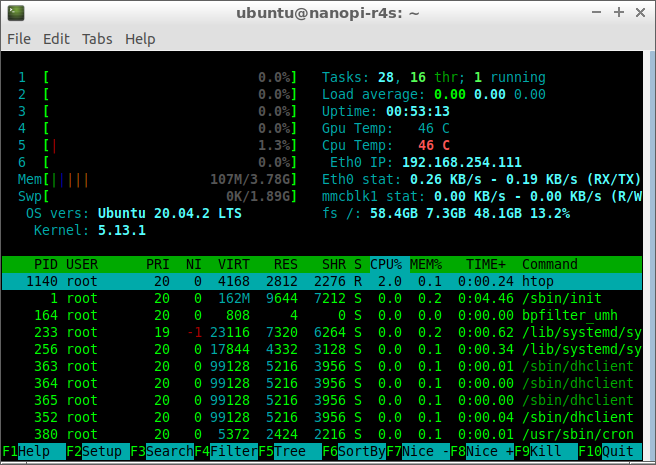 ubuntu@nanopi-r4s: ~
File Edit Tabs Help
1 [ 0.0%] Tasks: 28, 16 thr; 1 running
2 [ 0.0%] Load average: 0.00 0.00 0.00
3 [ 0.0%] Uptime: 00:53:13
4 [ 0.0%] Gpu Temp: 46 C
5 [| 1.3%] Cpu Temp: 46 C
6 [ 0.0%] Eth0 IP: 192.168.254.111
Mem[||||| 107M/3.78G] Eth0 stat: 0.26 KB/s - 0.19 KB/s (RX/TX)
Swp[ 0K/1.89G] mmcblk1 stat: 0.00 KB/s - 0.00 KB/s (R/W
OS vers: Ubuntu 20.04.2 LTS fs /: 58.4GB 7.3GB 48.1GB 13.2%
Kernel: 5.13.1
PID USER PRI NI VIRT RES SHR S CPU% MEM% TIME+ Command
1140 root 20 0 4168 2812 2276 R 2.0 0.1 0:00.24 htop
1 root 20 0 162M 9644 7212 S 0.0 0.2 0:04.46 /sbin/init
164 root 20 0 808 4 0 S 0.0 0.0 0:00.00 bpfilter_umh
233 root 19 -1 23116 7320 6264 S 0.0 0.2 0:00.62 /lib/systemd/sy
256 root 20 0 17844 4332 3128 S 0.0 0.1 0:00.34 /lib/systemd/sy
363 root 20 0 99128 5216 3956 S 0.0 0.1 0:00.01 /sbin/dhclient
364 root 20 0 99128 5216 3956 S 0.0 0.1 0:00.00 /sbin/dhclient
365 root 20 0 99128 5216 3956 S 0.0 0.1 0:00.00 /sbin/dhclient
352 root 20 0 99128 5216 3956 S 0.0 0.1 0:00.04 /sbin/dhclient
380 root 20 0 5372 2424 2216 S 0.0 0.1 0:00.01 /usr/sbin/cron
F1Help F2Setup F3SearchF4FilterF5Tree F6SortByF7Nice -F8Nice +F9Kill F10Quit